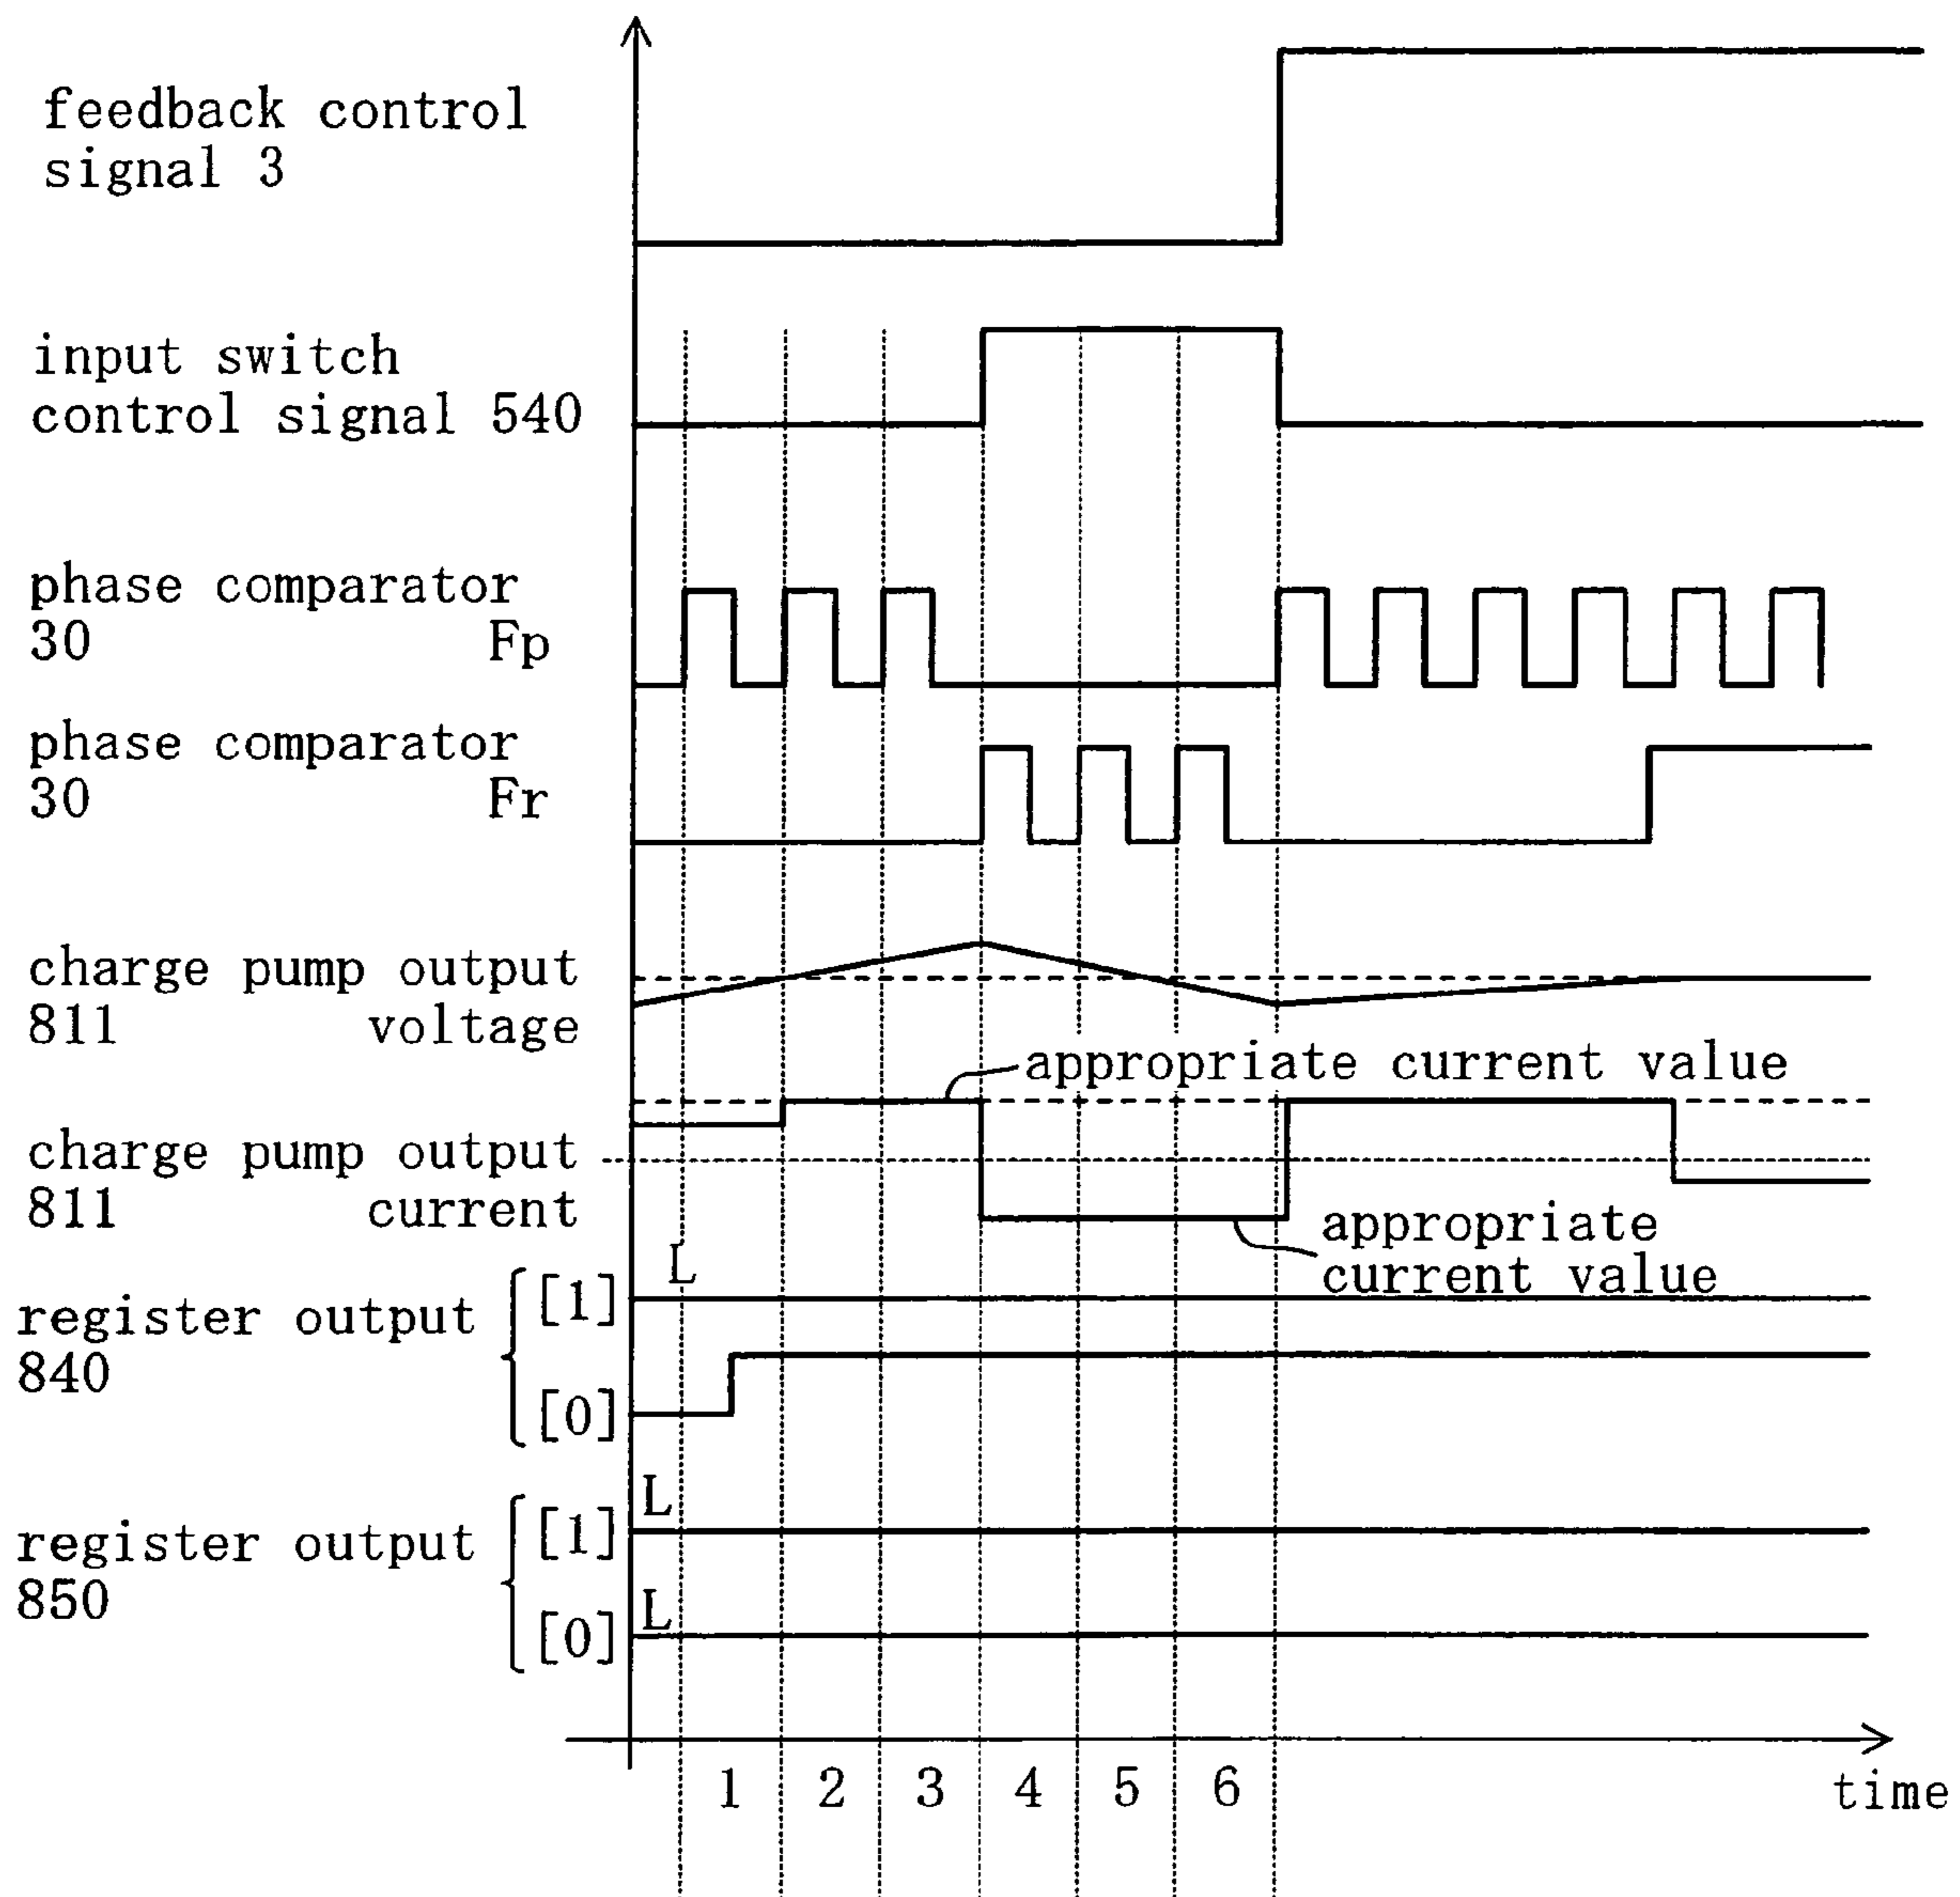 feedback control
signal 3
input switch
control signal 540
phase comparator
30 Fp
phase comparator
30 Fr
charge pump output
811 voltage
appropriate current value
charge pump output
811 current
appropriate
current value
L
register output [1]
840
[0]
L
register output [1]
850
L
[0]
1 2 3 4 5 6
time